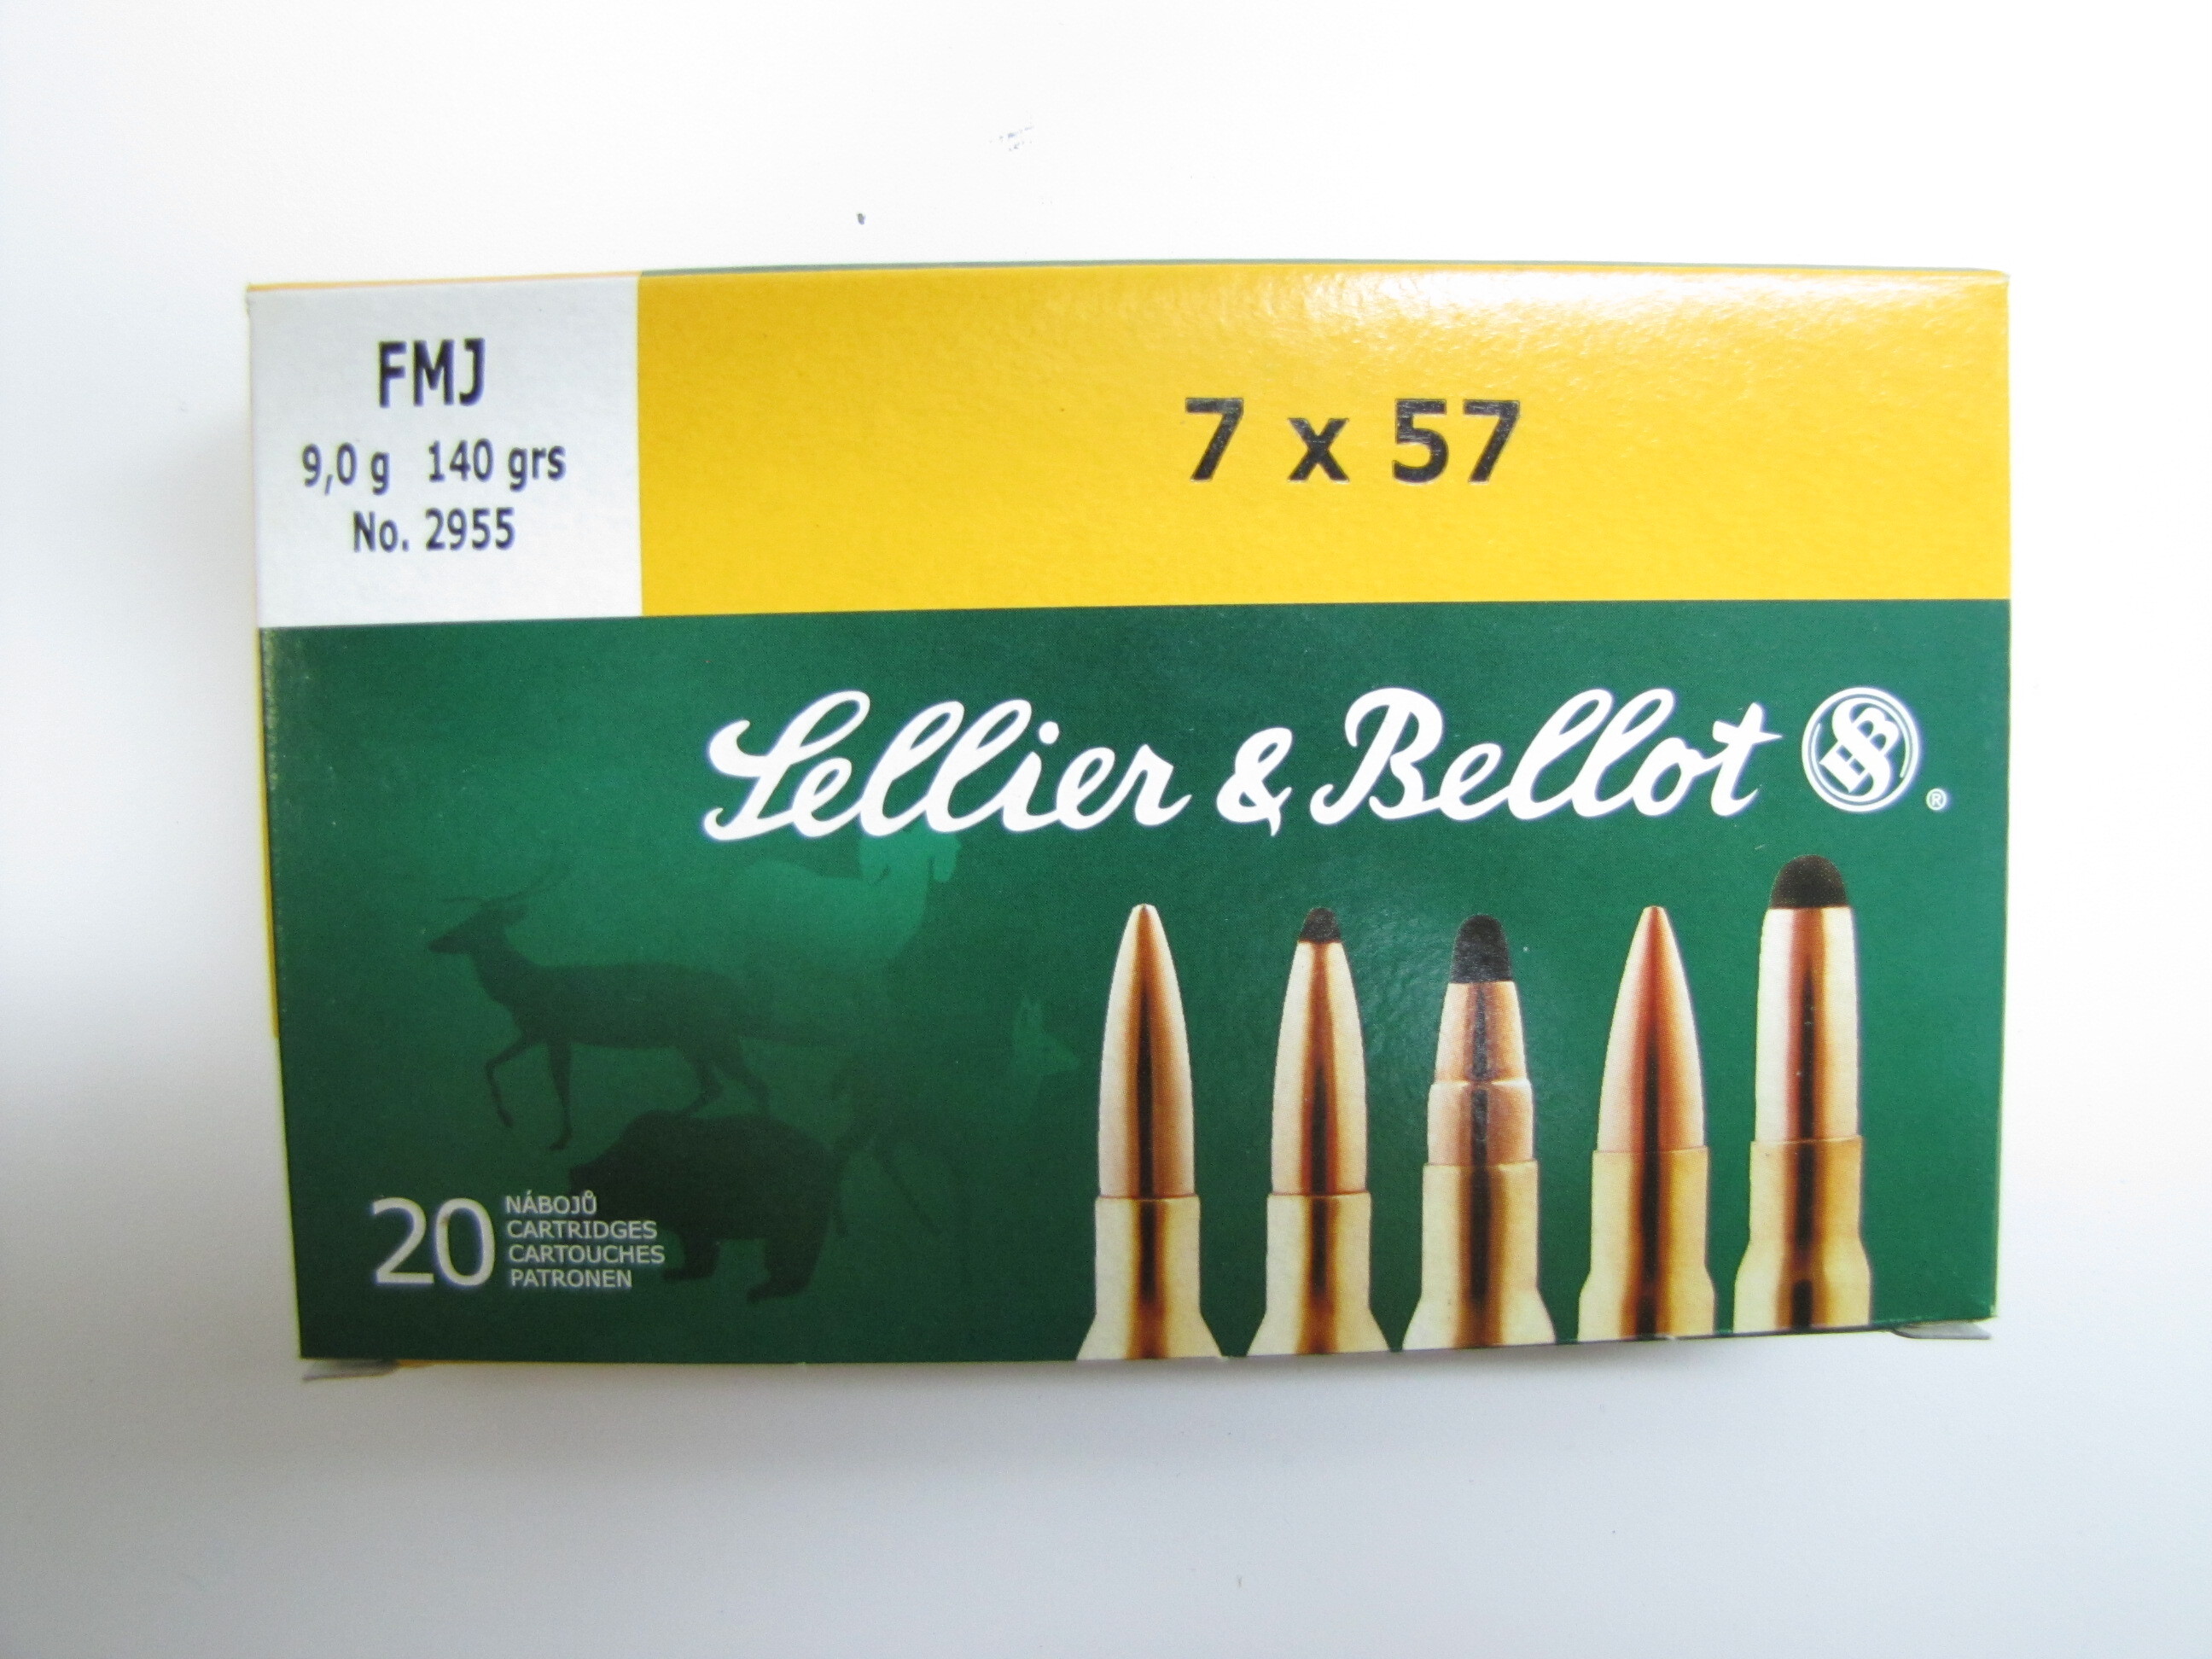 FMJ
9,0 g 140 grs
No. 2955
7 x 57
Sellier & Bellot
®
20
NÁBOJŮ
CARTRIDGES
CARTOUCHES
PATRONEN